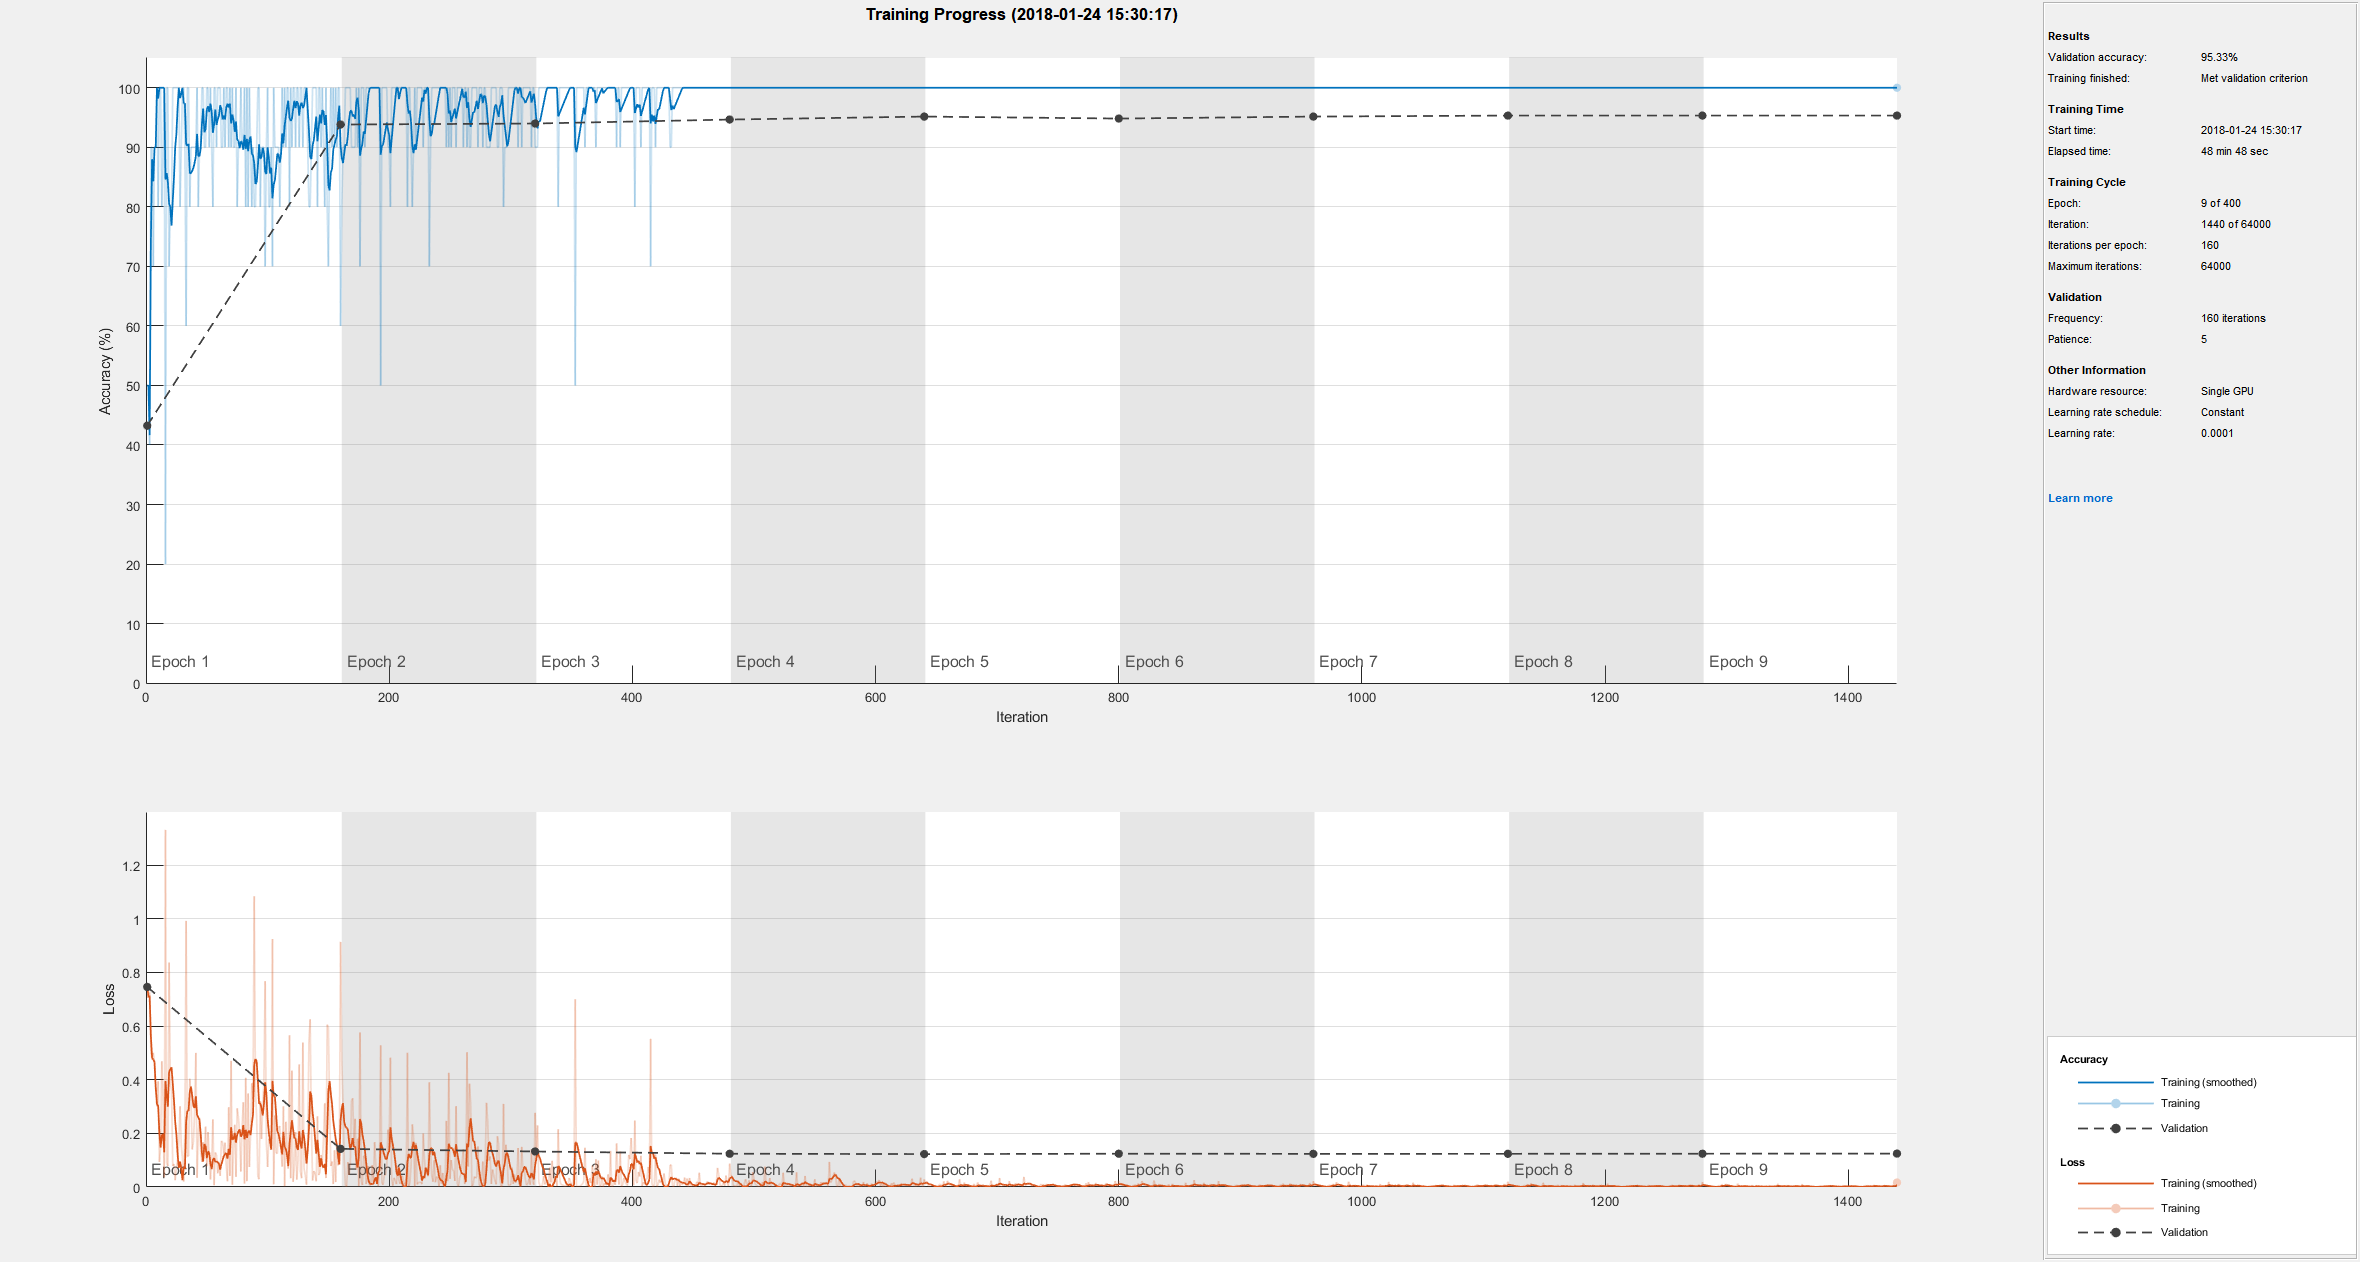 Training Progress (2018-01-24 15:30:17)
Accuracy (%)
100
90
80
70
60
50
40
30
20
10
0
Epoch 1 Epoch 2 Epoch 3 Epoch 4 Epoch 5 Epoch 6 Epoch 7 Epoch 8 Epoch 9
0 200 400 600 800 1000 1200 1400
Iteration
Loss
1.2
1
0.8
0.6
0.4
0.2
0
Epoch 1 Epoch 2 Epoch 3 Epoch 4 Epoch 5 Epoch 6 Epoch 7 Epoch 8 Epoch 9
0 200 400 600 800 1000 1200 1400
Iteration
Results
Validation accuracy: 95.33%
Training finished: Met validation criterion
Training Time
Start time: 2018-01-24 15:30:17
Elapsed time: 48 min 48 sec
Training Cycle
Epoch: 9 of 400
Iteration: 1440 of 64000
Iterations per epoch: 160
Maximum iterations: 64000
Validation
Frequency: 160 iterations
Patience: 5
Other Information
Hardware resource: Single GPU
Learning rate schedule: Constant
Learning rate: 0.0001
Learn more
Accuracy
Training (smoothed)
Training
Validation
Loss
Training (smoothed)
Training
Validation